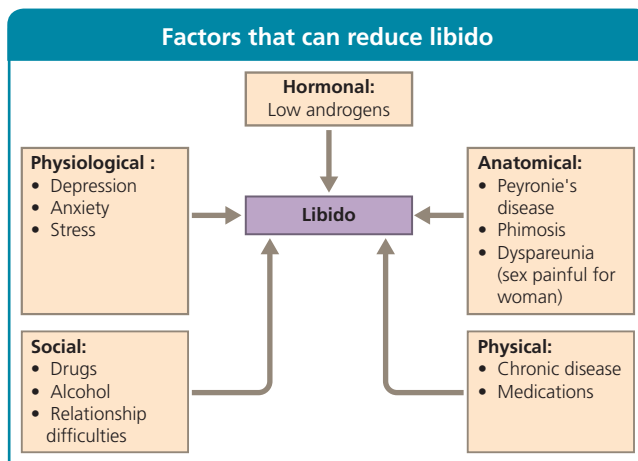 Factors that can reduce libido
Hormonal:
Low androgens
Physiological :
• Depression
• Anxiety
• Stress
Libido
Anatomical:
• Peyronie's
disease
• Phimosis
• Dyspareunia
(sex painful for
woman)
Social:
• Drugs
• Alcohol
• Relationship
difficulties
Physical:
• Chronic disease
• Medications